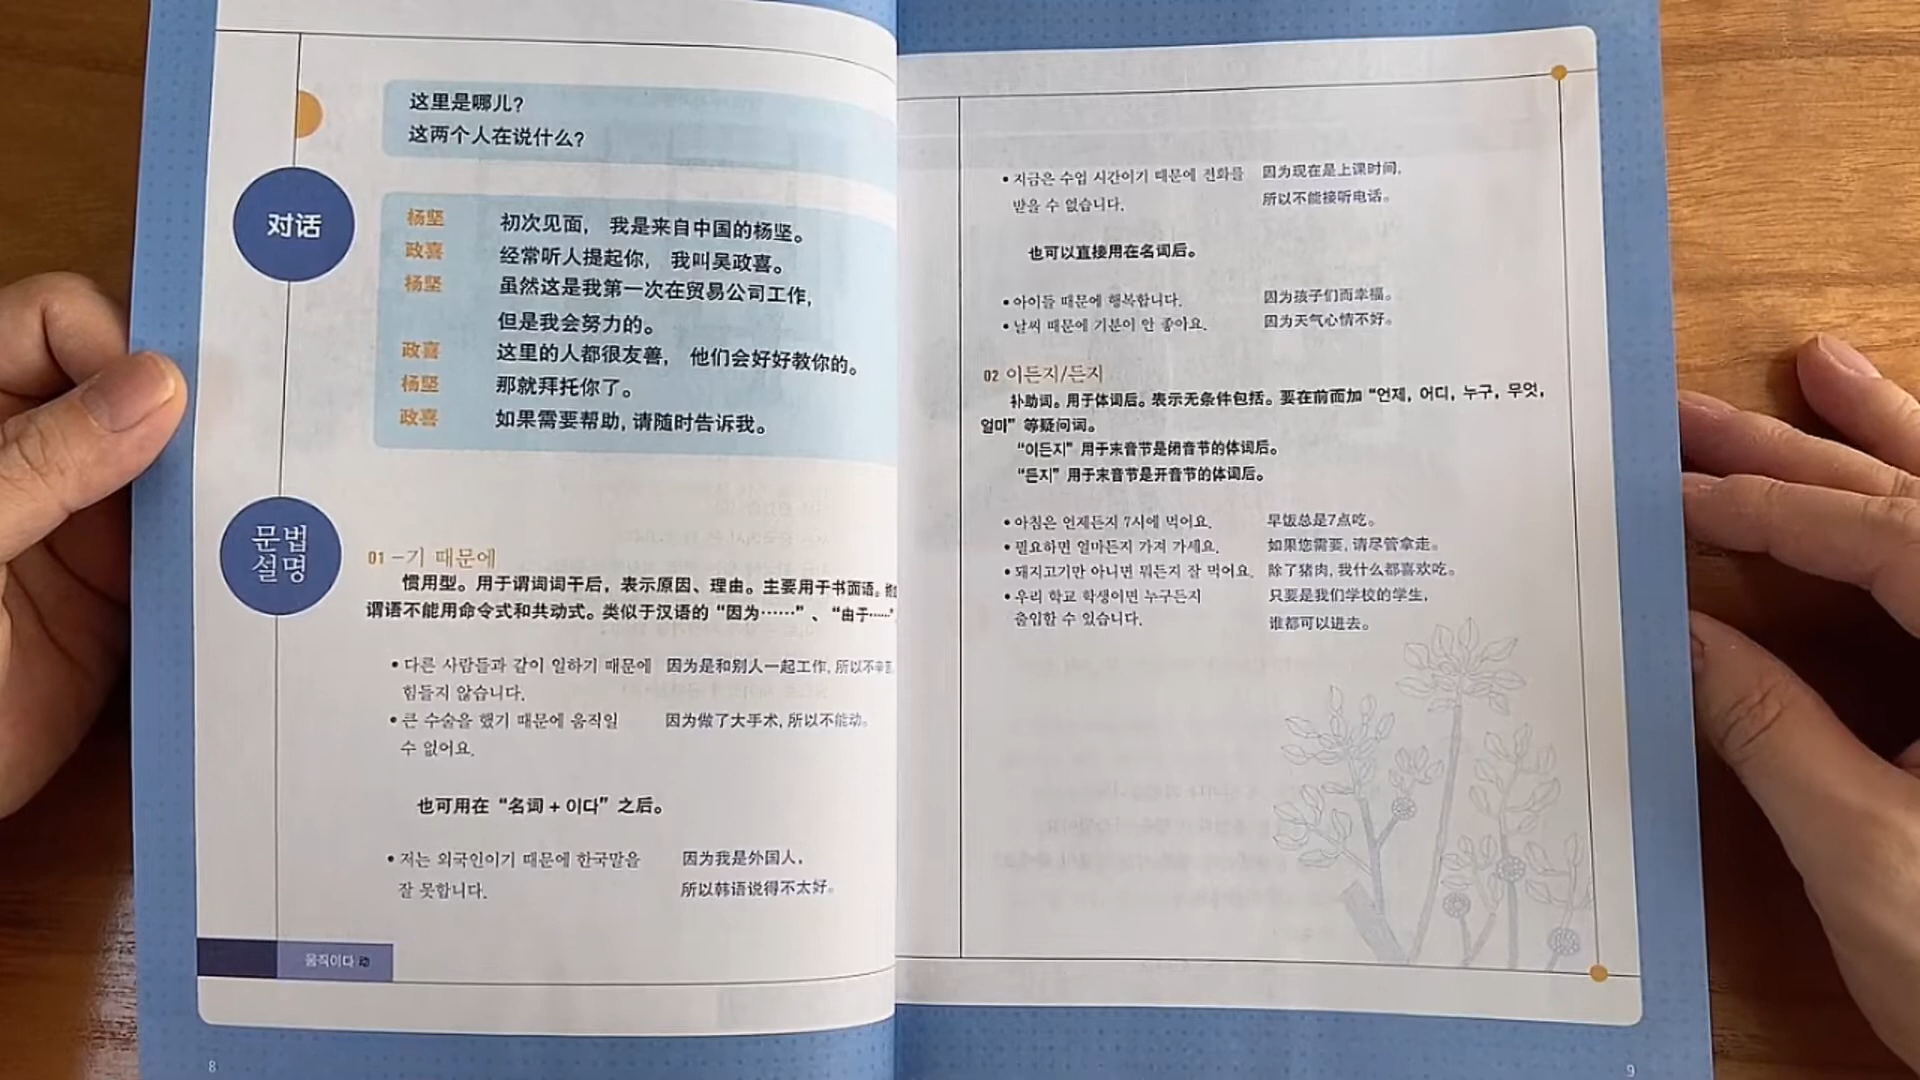 这里是哪儿?
这两个人在说什么?
对话
杨坚 初次见面, 我是来自中国的杨坚。
政喜 经常听人提起你, 我叫吴政喜。
杨坚 虽然这是我第一次在贸易公司工作,
但是我会努力的。
政喜 这里的人都很友善, 他们会好好教你的。
杨坚 那就拜托你了。
政喜 如果需要帮助, 请随时告诉我。
문법
설명
01 -기 때문에
惯用型。用于谓词词干后, 表示原因、理由。主要用于书面语。
谓语不能用命令式和共动式。类似于汉语的 “因为……” 、 “由于……”
• 다른 사람들과 같이 일하기 때문에 因为是和别人一起工作, 所以不辛苦
힘들지 않습니다.
• 큰 수술을 했기 때문에 움직일 因为做了大手术, 所以不能动。
수 없어요.
也可用在 “名词 + 이다” 之后。
• 저는 외국인이기 때문에 한국말을 因为我是外国人,
잘 못합니다. 所以韩语说得不太好。
움직이다 动
8
• 지금은 수업 시간이기 때문에 전화를 因为现在是上课时间,
받을 수 없습니다. 所以不能接听电话。
也可以直接用在名词后。
• 아이들 때문에 행복합니다. 因为孩子们而幸福。
• 날씨 때문에 기분이 안 좋아요. 因为天气心情不好。
02 이든지/든지
补助词。用于体词后。表示无条件包括。要在前面加 “언제, 어디, 누구, 무엇,
얼마” 等疑问词。
“이든지” 用于末音节是闭音节的体词后。
“든지” 用于末音节是开音节的体词后。
• 아침은 언제든지 7시에 먹어요. 早饭总是7点吃。
• 필요하면 얼마든지 가져 가세요. 如果您需要, 请尽管拿走。
• 돼지고기만 아니면 뭐든지 잘 먹어요. 除了猪肉, 我什么都喜欢吃。
• 우리 학교 학생이면 누구든지 只要是我们学校的学生,
출입할 수 있습니다. 谁都可以进去。
9